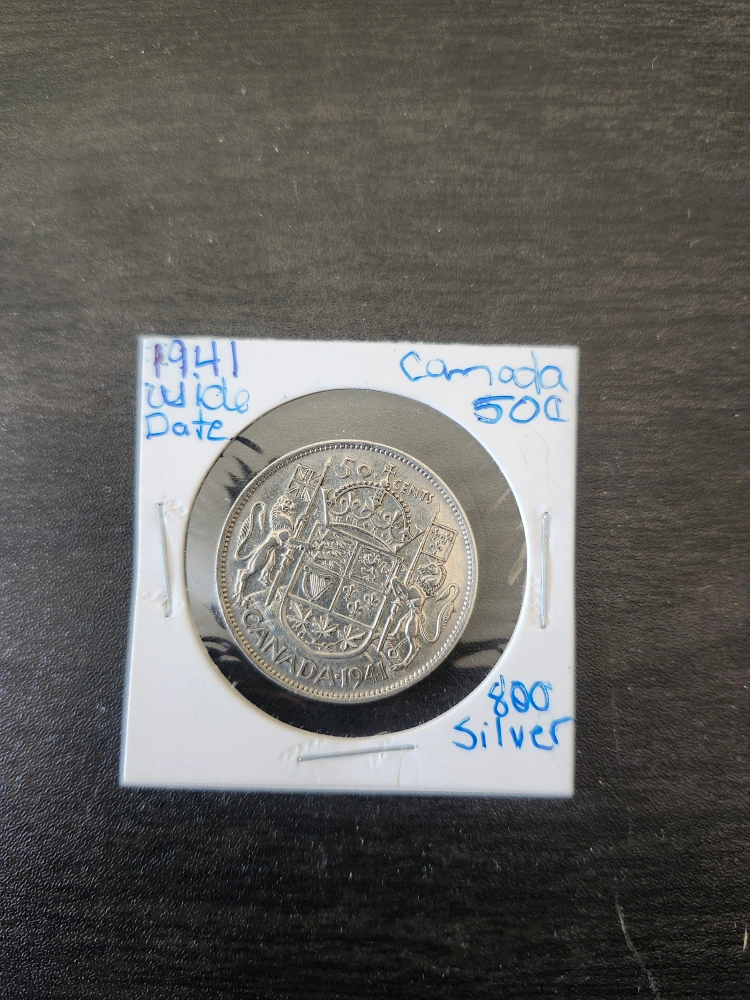 1941
Wide
Date
Canada
50¢
50 CENTS
CANADA·1941
800
Silver